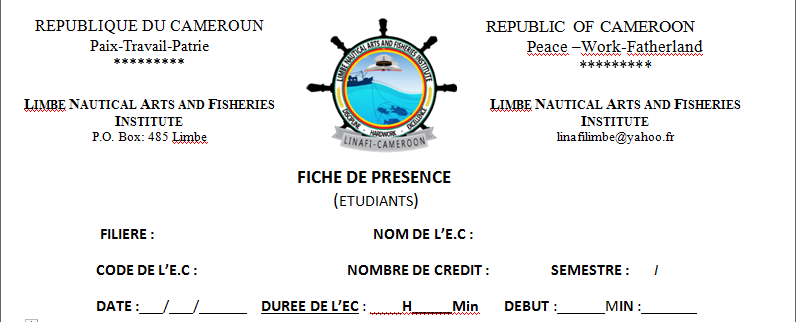 REPUBLIQUE DU CAMEROUN
Paix-Travail-Patrie
*********
LIMBE NAUTICAL ARTS AND FISHERIES
INSTITUTE
P.O. Box: 485 Limbe
LIMBE NAUTICAL ARTS AND FISHERIES INSTITUTE
DISCIPLINE - HARDWORK - EXCELLENCE
LINAFI-CAMEROON
REPUBLIC OF CAMEROON
Peace –Work-Fatherland
*********
LIMBE NAUTICAL ARTS AND FISHERIES
INSTITUTE
linafilimbe@yahoo.fr
FICHE DE PRESENCE
(ETUDIANTS)
FILIERE : NOM DE L’E.C :
CODE DE L’E.C : NOMBRE DE CREDIT : SEMESTRE : /
DATE :___/___/______ DUREE DE L’EC : _____H_____Min DEBUT :______MIN :_______